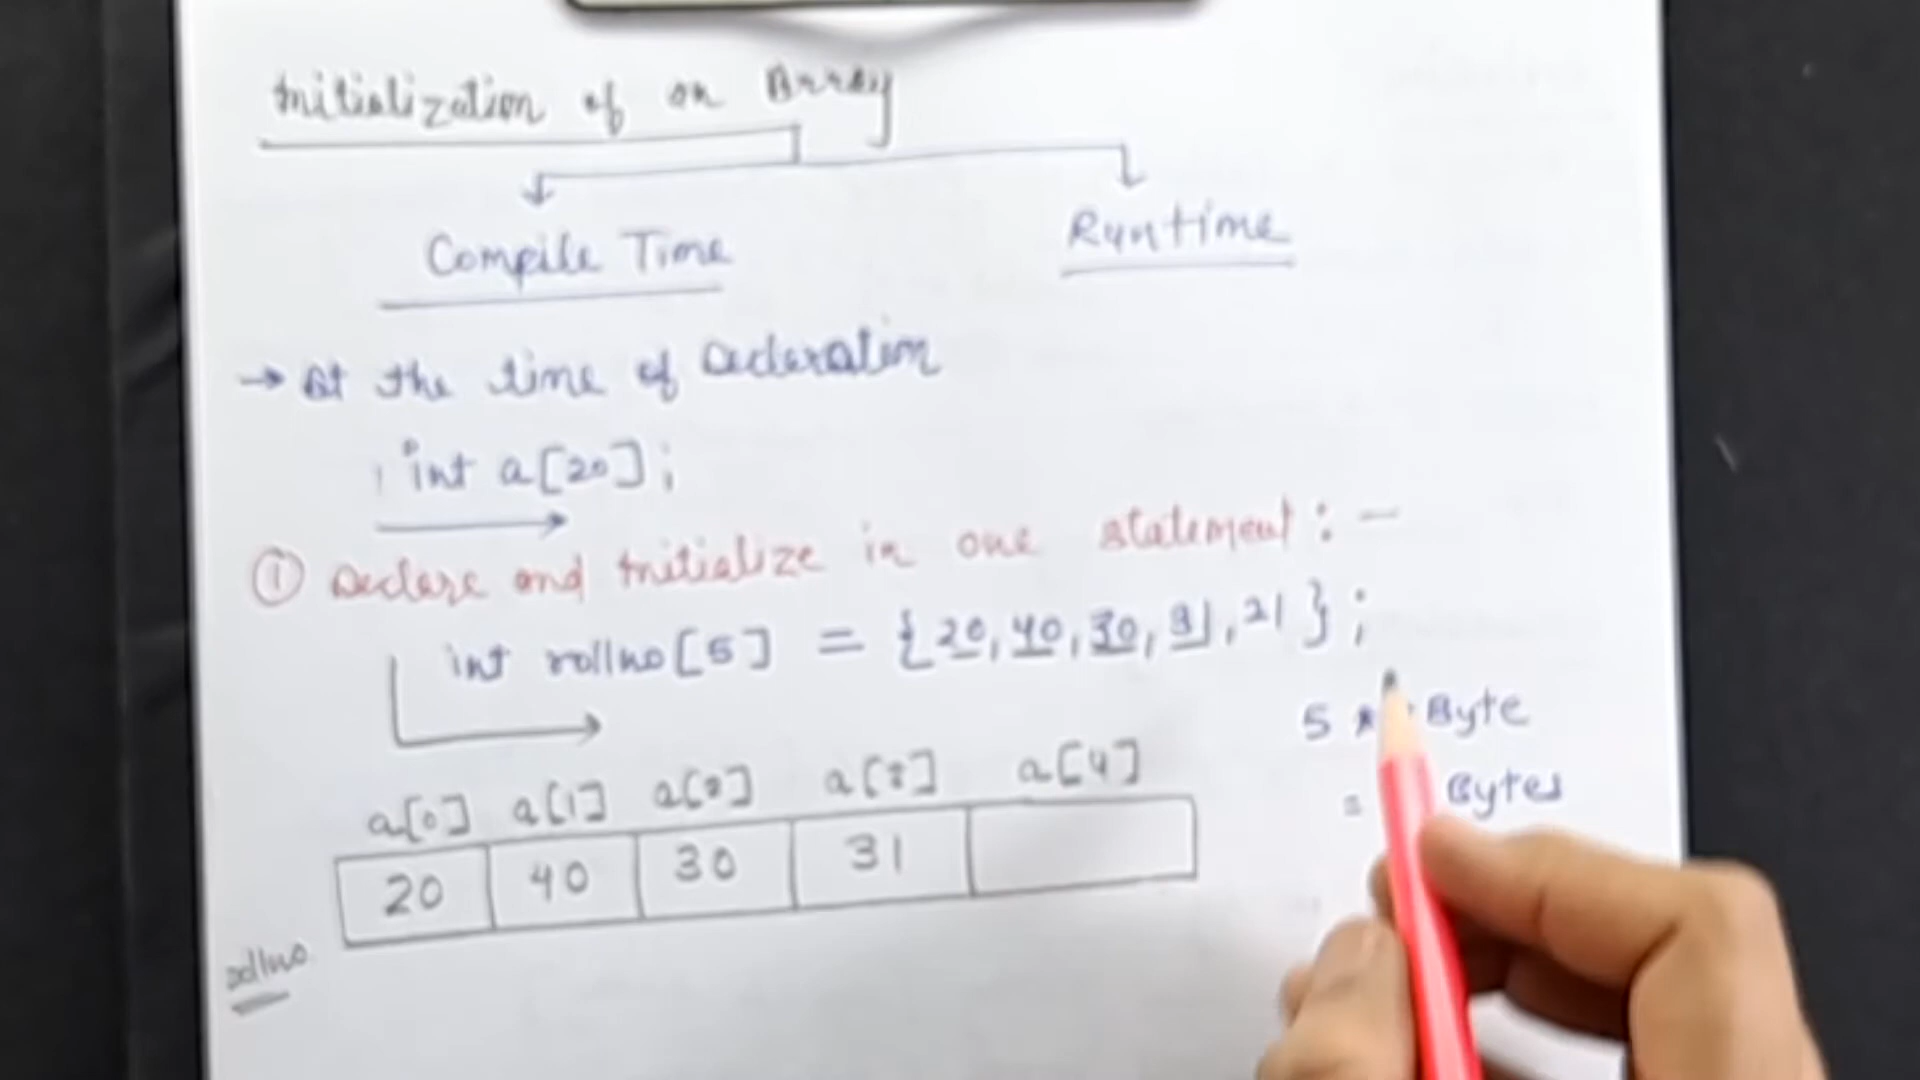 Initialization of an Array
Compile Time
Runtime
→ At the time of Declaration
int a[20];
① Declare and Initialize in one statement : —
int rollno[5] = {20, 40, 30, 31, 21 } ;
5 Byte
= Bytes
a[0] a[1] a[2] a[3] a[4]
20 40 30 31
rollno